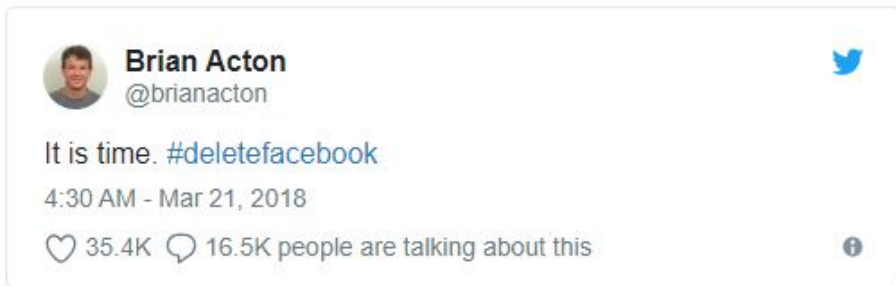 Brian Acton
@brianacton
It is time. #deletefacebook
4:30 AM - Mar 21, 2018
35.4K 16.5K people are talking about this